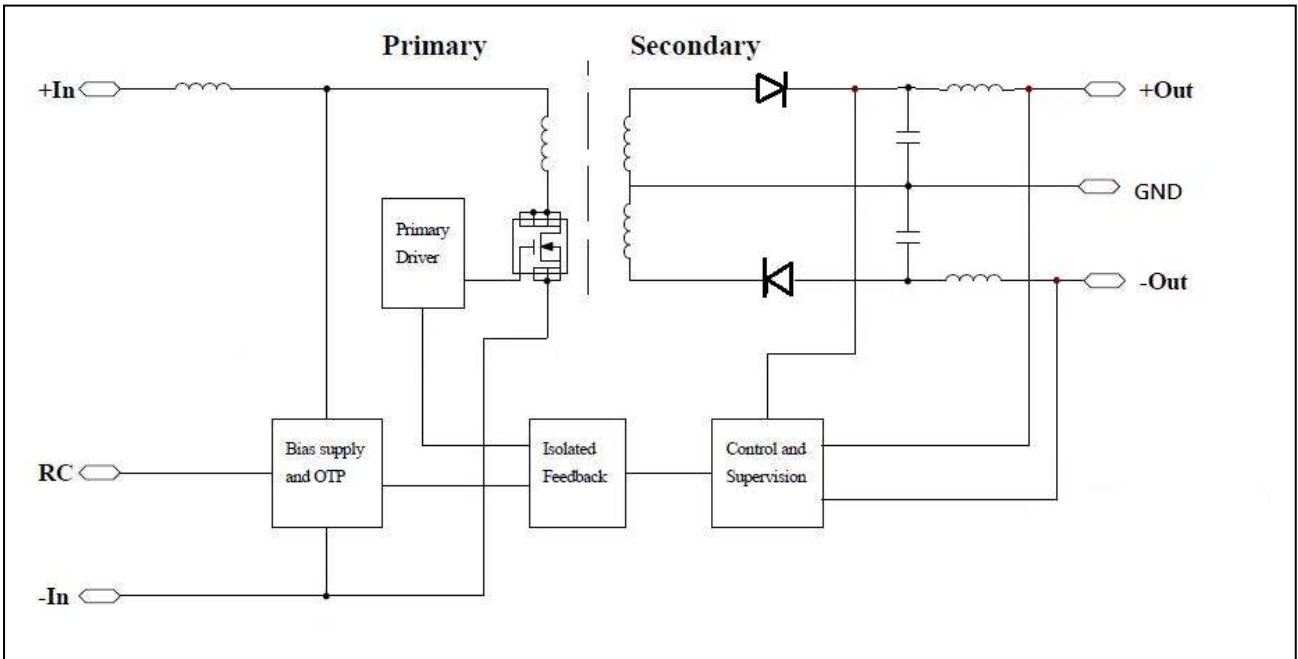 Primary
Secondary
+In
+Out
GND
Primary
Driver
-Out
Bias supply
and OTP
Isolated
Feedback
Control and
Supervision
RC
-In